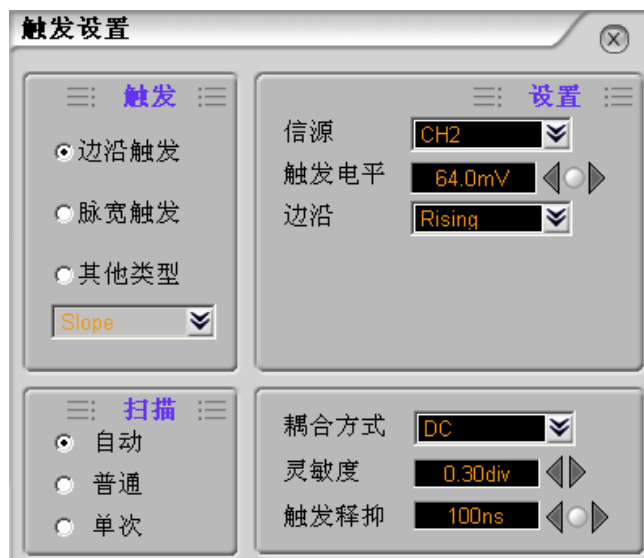 触发设置
触发
边沿触发
脉宽触发
其他类型
Slope
设置
信源 CH2
触发电平 64.0mV
边沿 Rising
扫描
自动
普通
单次
耦合方式 DC
灵敏度 0.30div
触发释抑 100ns